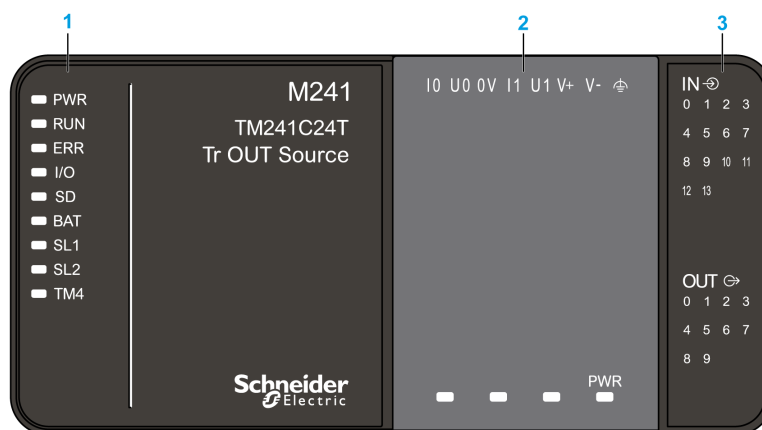 1
2
3
PWR
RUN
ERR
I/O
SD
BAT
SL1
SL2
TM4
M241
TM241C24T
Tr OUT Source
Schneider
Electric
I0 U0 0V I1 U1 V+ V-
PWR
IN
0 1 2 3
4 5 6 7
8 9 10 11
12 13
OUT
0 1 2 3
4 5 6 7
8 9